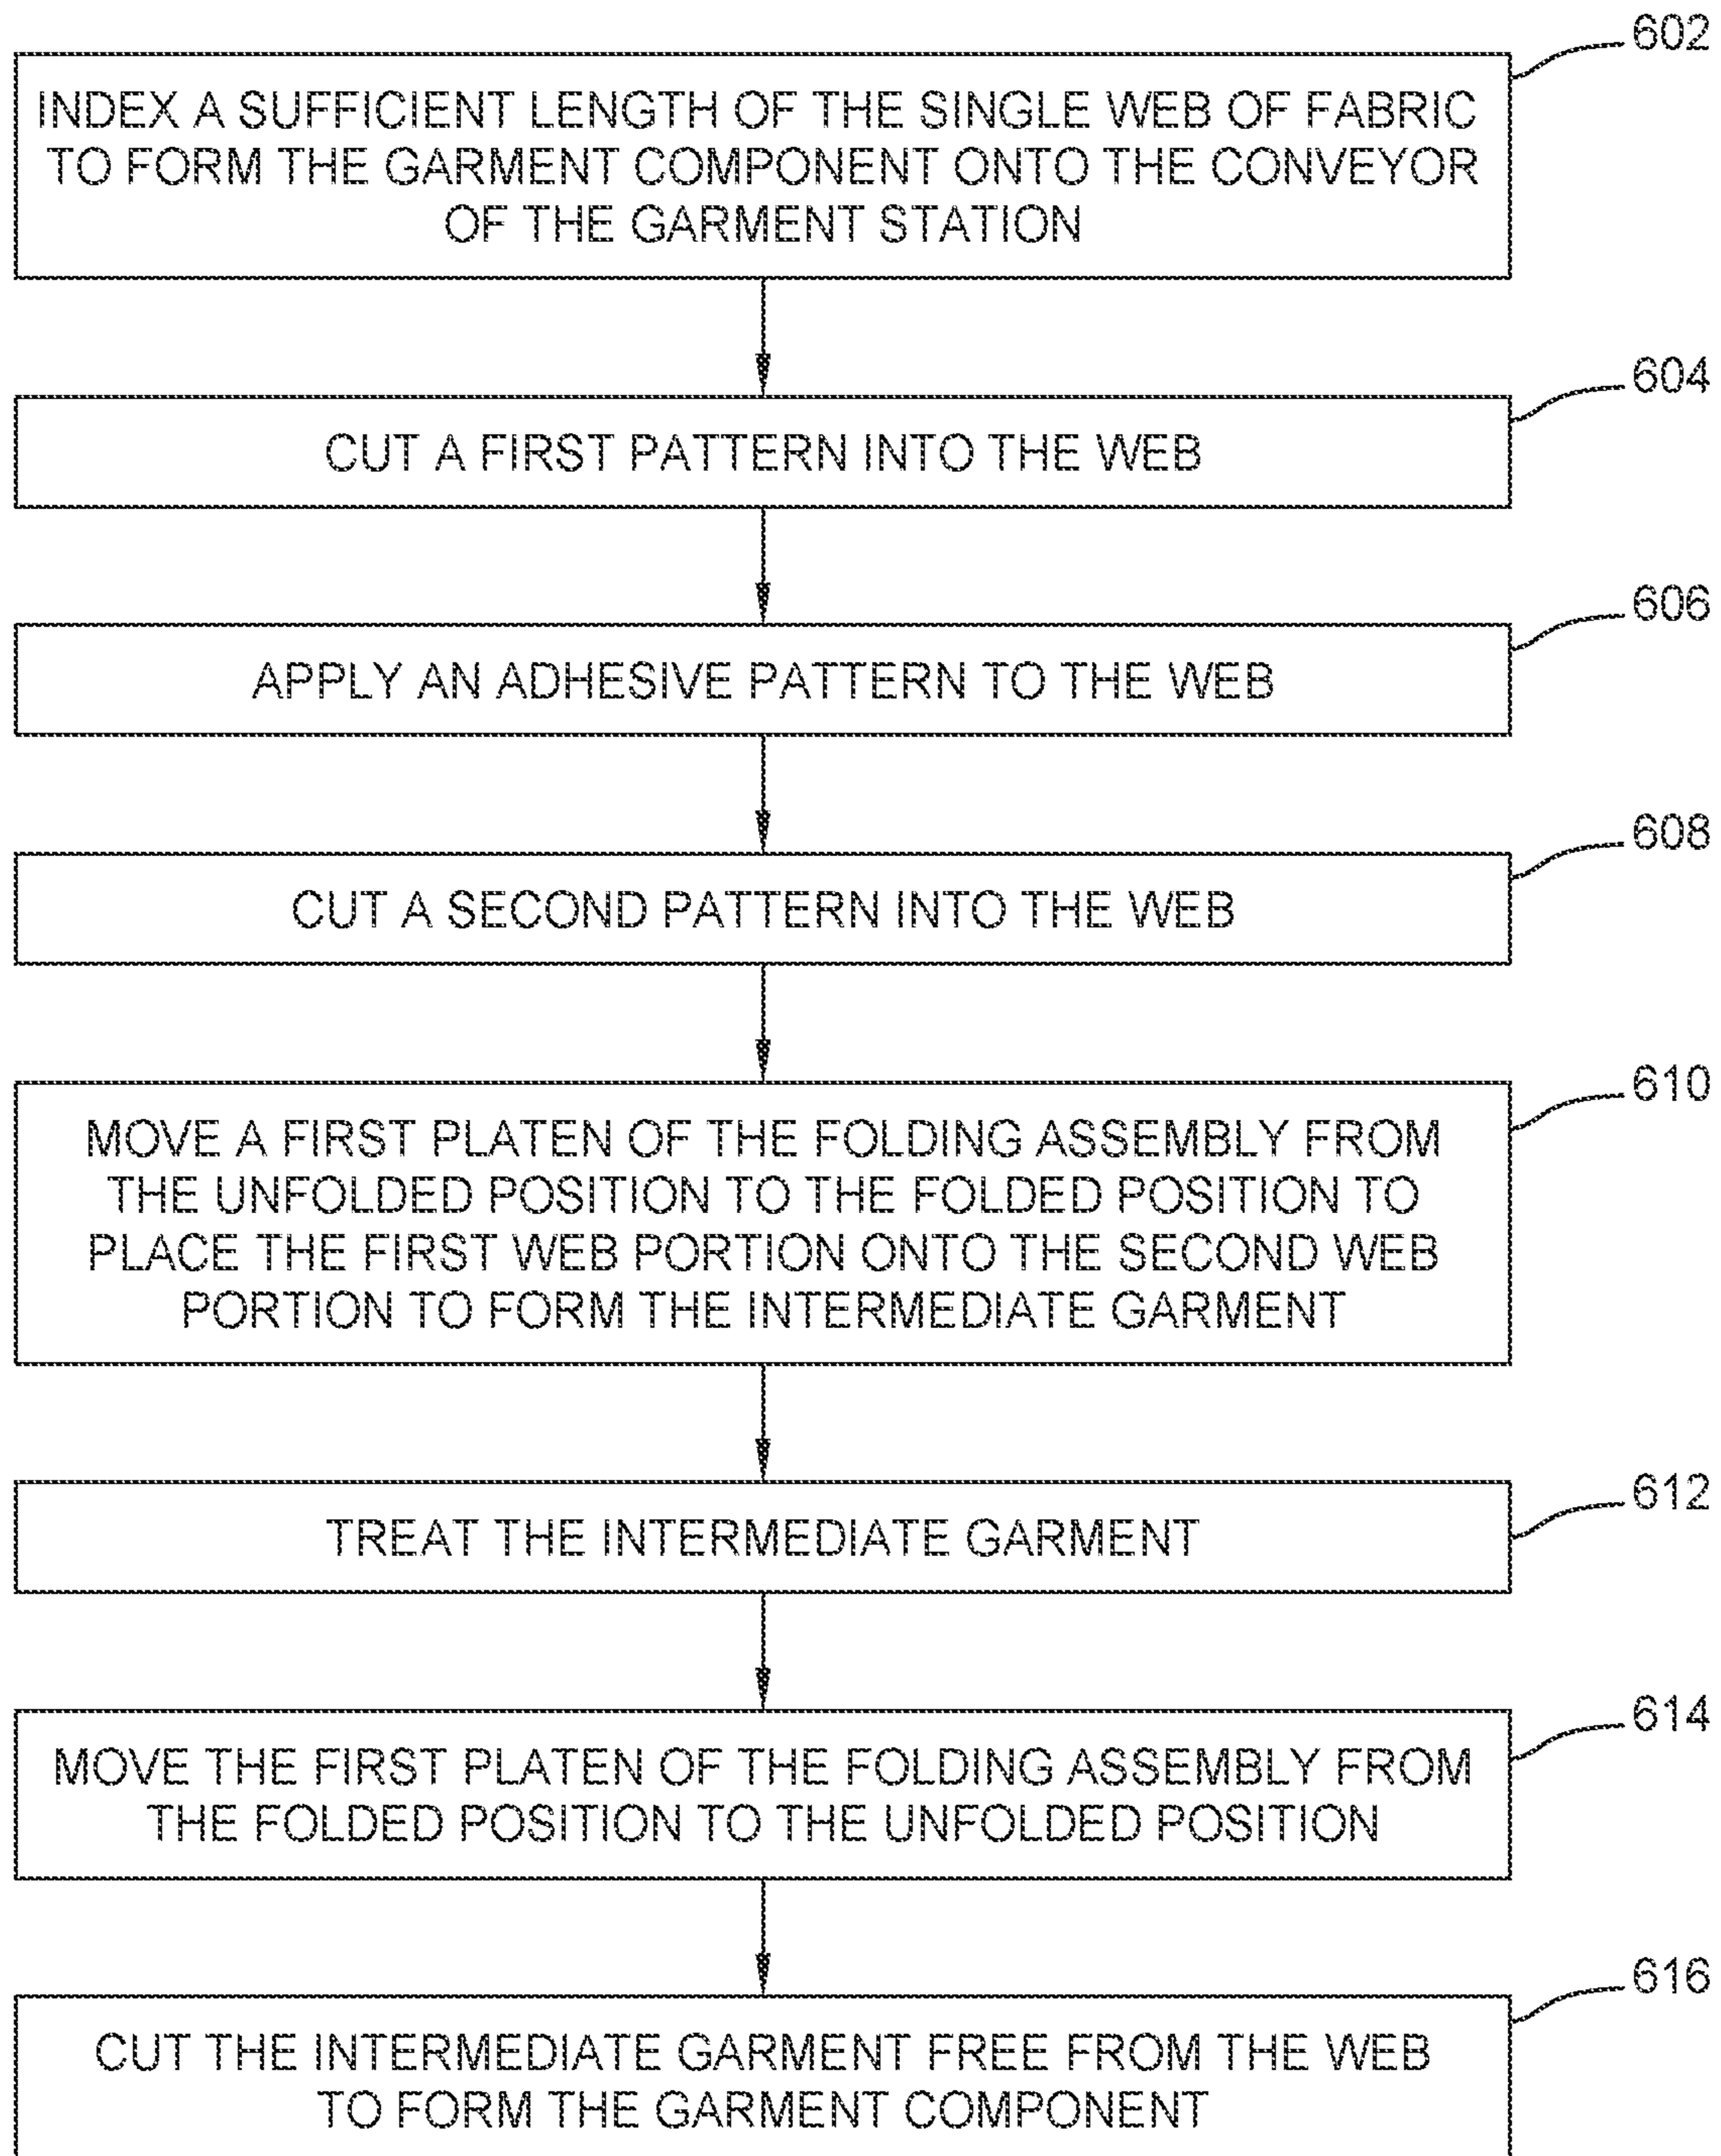 602
INDEX A SUFFICIENT LENGTH OF THE SINGLE WEB OF FABRIC
TO FORM THE GARMENT COMPONENT ONTO THE CONVEYOR
OF THE GARMENT STATION
604
CUT A FIRST PATTERN INTO THE WEB
606
APPLY AN ADHESIVE PATTERN TO THE WEB
608
CUT A SECOND PATTERN INTO THE WEB
610
MOVE A FIRST PLATEN OF THE FOLDING ASSEMBLY FROM
THE UNFOLDED POSITION TO THE FOLDED POSITION TO
PLACE THE FIRST WEB PORTION ONTO THE SECOND WEB
PORTION TO FORM THE INTERMEDIATE GARMENT
612
TREAT THE INTERMEDIATE GARMENT
614
MOVE THE FIRST PLATEN OF THE FOLDING ASSEMBLY FROM
THE FOLDED POSITION TO THE UNFOLDED POSITION
616
CUT THE INTERMEDIATE GARMENT FREE FROM THE WEB
TO FORM THE GARMENT COMPONENT